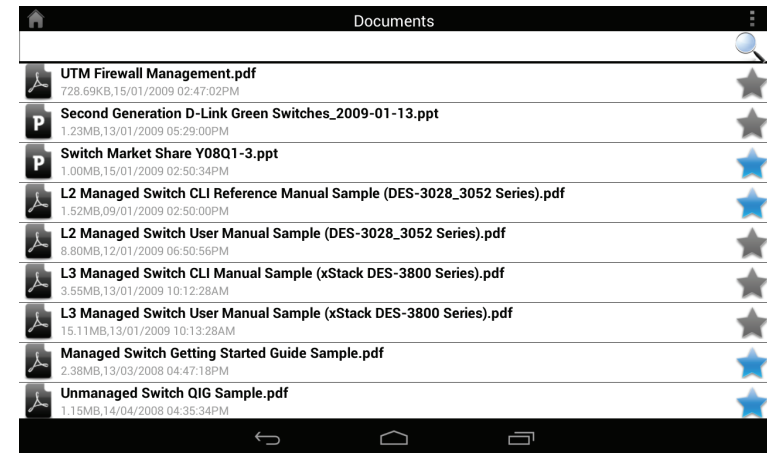 Documents
UTM Firewall Management.pdf
728.69KB,15/01/2009 02:47:02PM
P
Second Generation D-Link Green Switches_2009-01-13.ppt
1.23MB,13/01/2009 05:29:00PM
P
Switch Market Share Y08Q1-3.ppt
1.00MB,15/01/2009 02:50:34PM
L2 Managed Switch CLI Reference Manual Sample (DES-3028_3052 Series).pdf
1.52MB,09/01/2009 02:50:00PM
L2 Managed Switch User Manual Sample (DES-3028_3052 Series).pdf
8.80MB,12/01/2009 06:50:56PM
L3 Managed Switch CLI Manual Sample (xStack DES-3800 Series).pdf
3.55MB,13/01/2009 10:12:28AM
L3 Managed Switch User Manual Sample (xStack DES-3800 Series).pdf
15.11MB,13/01/2009 10:13:28AM
Managed Switch Getting Started Guide Sample.pdf
2.38MB,13/03/2008 04:47:18PM
Unmanaged Switch QIG Sample.pdf
1.15MB,14/04/2008 04:35:34PM